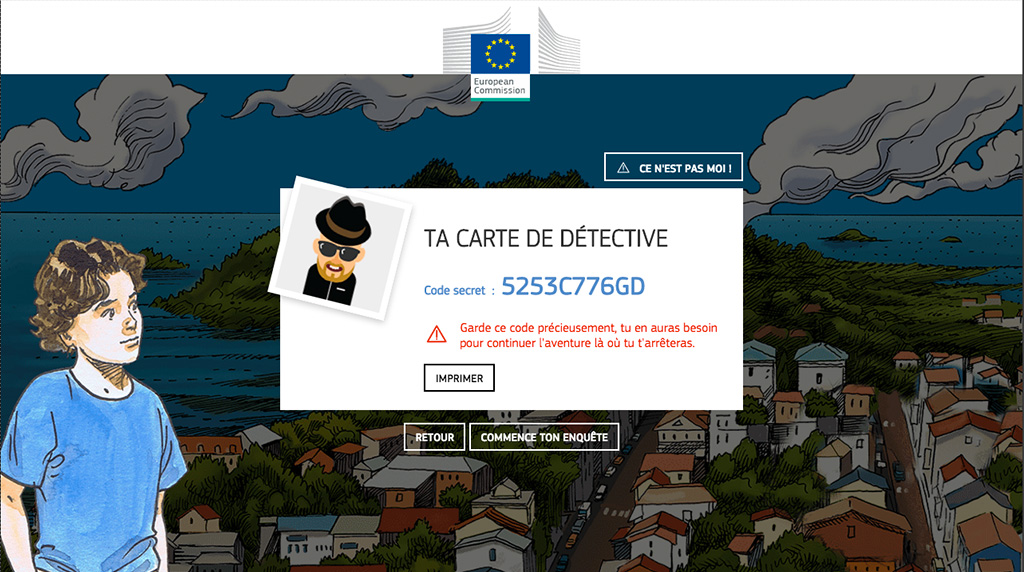 European
Commission
CE N'EST PAS MOI !
TA CARTE DE DÉTECTIVE
Code secret : 5253C776GD
Garde ce code précieusement, tu en auras besoin
pour continuer l'aventure là où tu t'arrêteras.
IMPRIMER
RETOUR
COMMENCE TON ENQUÊTE